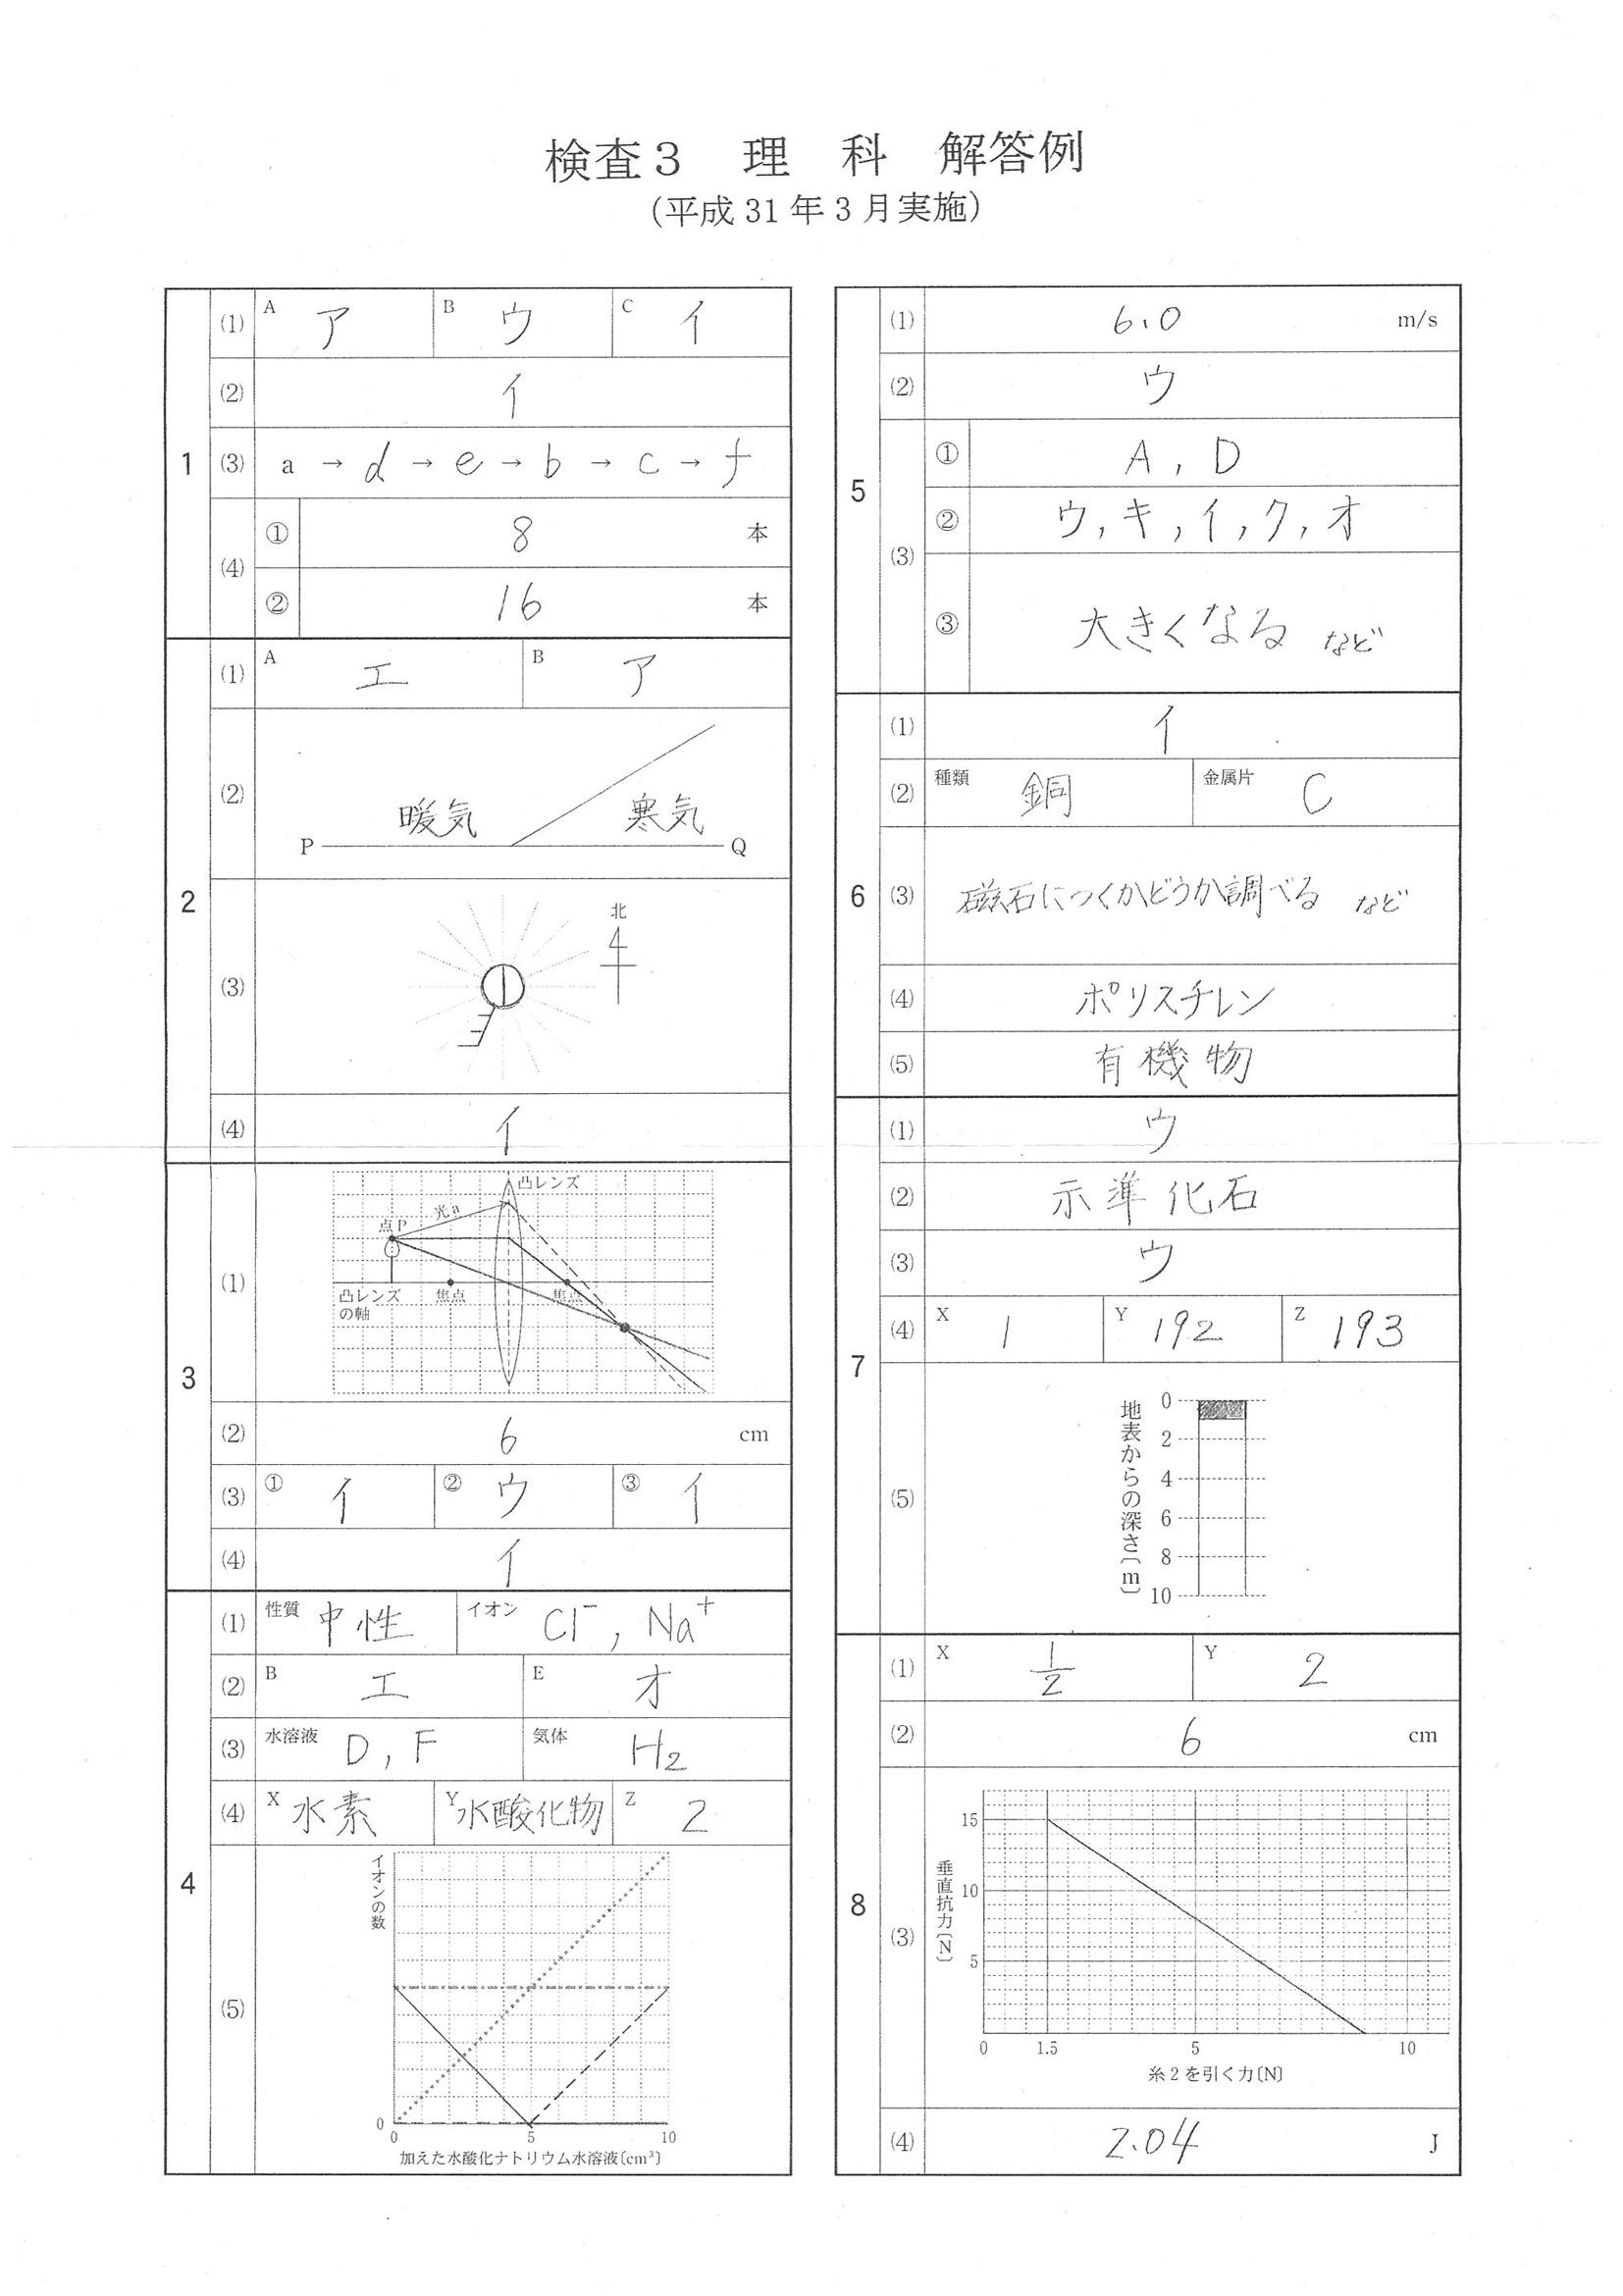 検査3 理 科 解答例
(平成 31 年 3 月実施)
1
(1) A ア B ウ C イ
(2) イ
(3) a → d → e → b → c → f
(4) ① 8 本
② 16 本
2
(1) A エ B ア
(2) 暖気 寒気
P Q
(3) 北
(4) イ
3
(1) 凸レンズ
光a
点P
凸レンズの軸 焦点 焦点
(2) 6 cm
(3) ① イ ② ウ ③ イ
(4) イ
4
(1) 性質 中性 イオン Cl⁻, Na⁺
(2) B エ E オ
(3) 水溶液 D, F 気体 H₂
(4) X 水素 Y 水酸化物 Z 2
(5) イオンの数
0
0 5 10
加えた水酸化ナトリウム水溶液〔cm³〕
5
(1) 6.0 m/s
(2) ウ
(3) ① A, D
② ウ, キ, イ, ク, オ
③ 大きくなる など
6
(1) イ
(2) 種類 銅 金属片 C
(3) 磁石につくかどうか調べる など
(4) ポリスチレン
(5) 有機物
7
(1) ウ
(2) 示準化石
(3) ウ
(4) X 1 Y 192 Z 193
(5) 地表からの深さ〔m〕
0
2
4
6
8
10
8
(1) X 1/2 Y 2
(2) 6 cm
(3) 垂直抗力〔N〕
15
10
5
0 1.5 5 10
糸2を引く力〔N〕
(4) 2.04 J